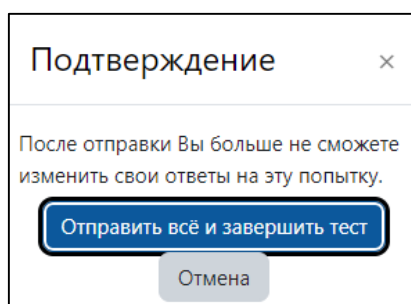 Подтверждение ×
После отправки Вы больше не сможете
изменить свои ответы на эту попытку.
Отправить всё и завершить тест
Отмена